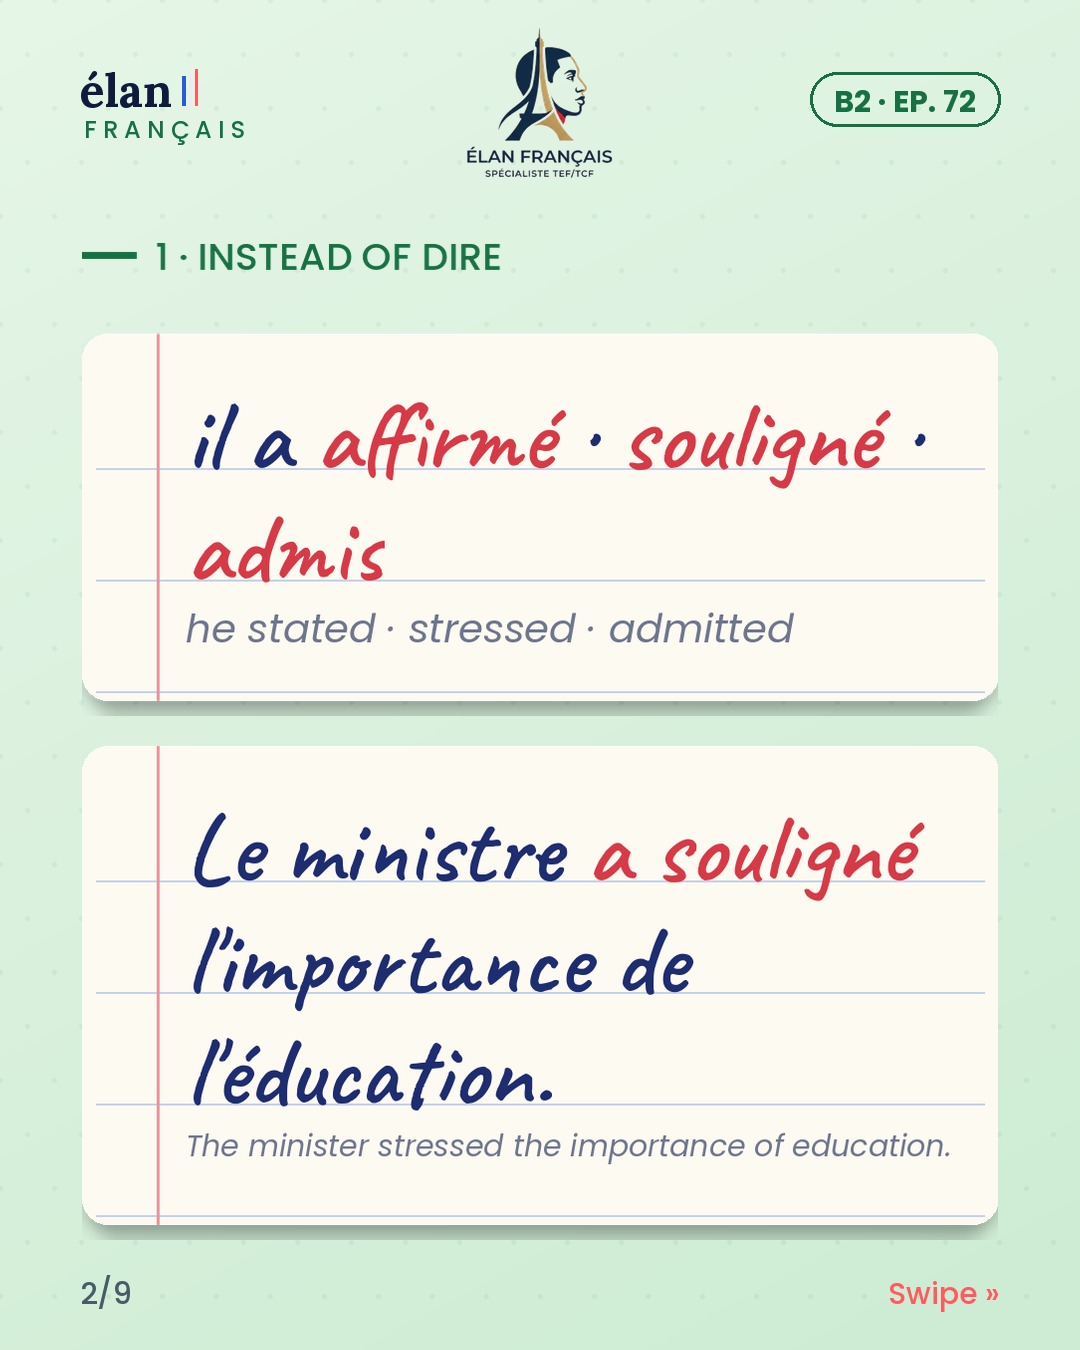 élan
FRANÇAIS
ÉLAN FRANÇAIS
SPÉCIALISTE TEF/TCF
B2 · EP. 72
1 · INSTEAD OF DIRE
il a affirmé · souligné ·
admis
he stated · stressed · admitted
Le ministre a souligné
l'importance de
l'éducation.
The minister stressed the importance of education.
2/9
Swipe »